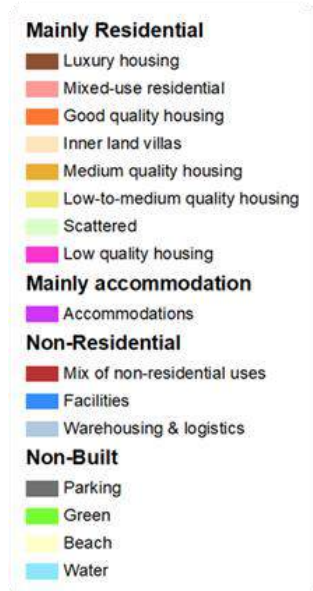 Mainly Residential
Luxury housing
Mixed-use residential
Good quality housing
Inner land villas
Medium quality housing
Low-to-medium quality housing
Scattered
Low quality housing
Mainly accommodation
Accommodations
Non-Residential
Mix of non-residential uses
Facilities
Warehousing & logistics
Non-Built
Parking
Green
Beach
Water